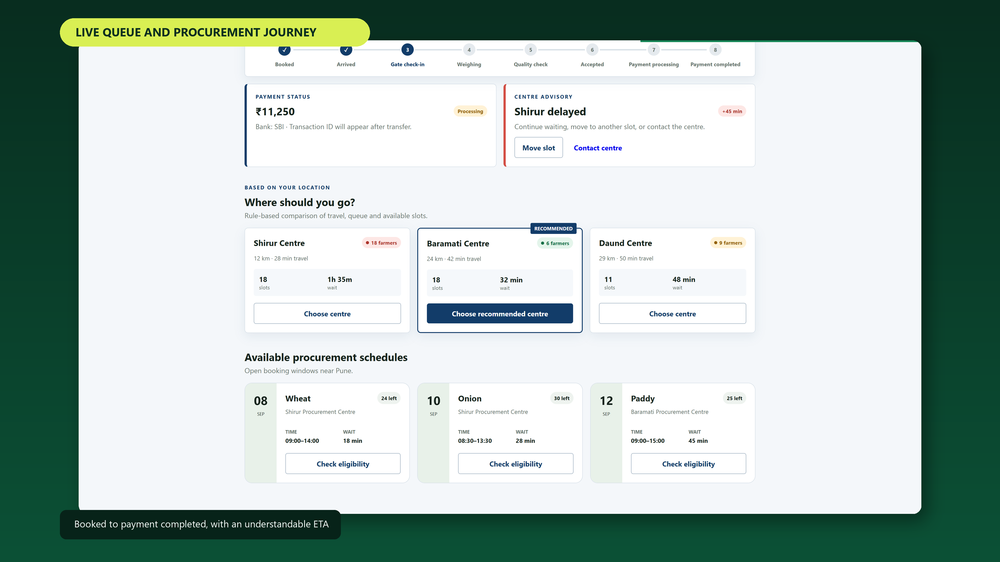 LIVE QUEUE AND PROCUREMENT JOURNEY
✓ ✓ 3 4 5 6 7 8
Booked Arrived Gate check-in Weighing Quality check Accepted Payment processing Payment completed
PAYMENT STATUS
₹11,250 Processing
Bank: SBI · Transaction ID will appear after transfer.
CENTRE ADVISORY
Shirur delayed +45 min
Continue waiting, move to another slot, or contact the centre.
Move slot Contact centre
BASED ON YOUR LOCATION
Where should you go?
Rule-based comparison of travel, queue and available slots.
Shirur Centre 18 farmers
12 km · 28 min travel
18 1h 35m
slots wait
Choose centre
RECOMMENDED
Baramati Centre 6 farmers
24 km · 42 min travel
18 32 min
slots wait
Choose recommended centre
Daund Centre 9 farmers
29 km · 50 min travel
11 48 min
slots wait
Choose centre
Available procurement schedules
Open booking windows near Pune.
08
SEP
Wheat 24 left
Shirur Procurement Centre
TIME WAIT
09:00–14:00 18 min
Check eligibility
10
SEP
Onion 30 left
Shirur Procurement Centre
TIME WAIT
08:30–13:30 28 min
Check eligibility
12
SEP
Paddy 25 left
Baramati Procurement Centre
TIME WAIT
09:00–15:00 45 min
Check eligibility
Booked to payment completed, with an understandable ETA